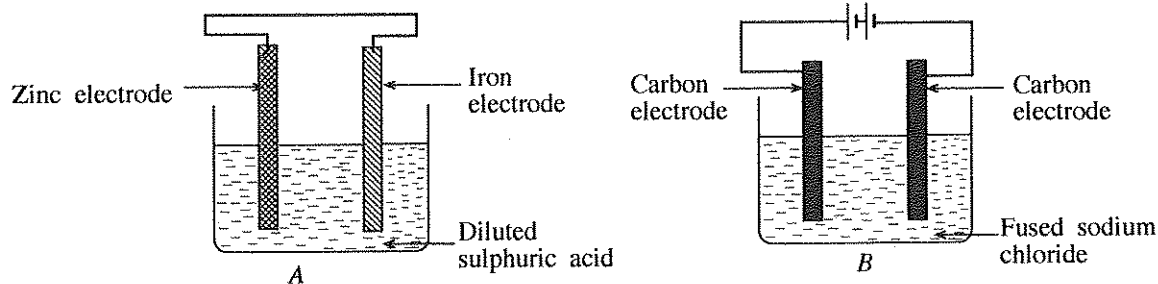 Zinc electrode
Iron
electrode
Diluted
sulphuric acid
A
Carbon
electrode
Carbon
electrode
Fused sodium
chloride
B